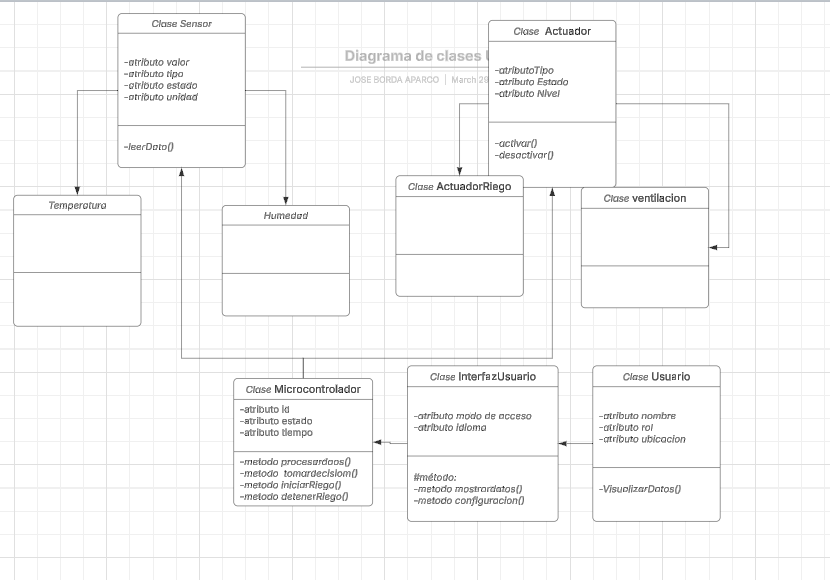 Clase Sensor
-atributo valor
-atributo tipo
-atributo estado
-atributo unidad
-leerDato()
Clase Actuador
-atributoTipo
-atributo Estado
-atributo Nivel
-activar()
-desactivar()
Diagrama de clases
JOSE BORDA APARCO | March 29
Temperatura
Humedad
Clase ActuadorRiego
Clase ventilacion
Clase Microcontrolador
-atributo id
-atributo estado
-atributo tiempo
-metodo procesardaos()
-metodo tomardecisiom()
-metodo iniciarRiego()
-metodo detenerRiego()
Clase InterfazUsuario
-atributo modo de acceso
-atributo idioma
#método:
-metodo mostrardatos()
-metodo configuracion()
Clase Usuario
-atributo nombre
-atributo rol
-atributo ubicacion
-VisualizarDatos()